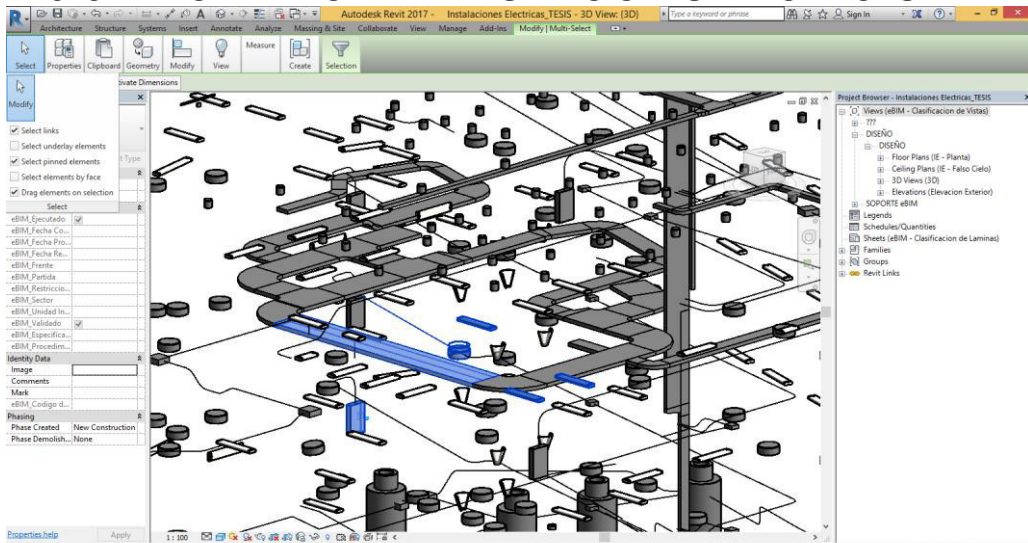 Autodesk Revit 2017 - Instalaciones Electricas_TESIS - 3D View: {3D}
Type a keyword or phrase
Sign In
Architecture Structure Systems Insert Annotate Analyze Massing & Site Collaborate View Manage Add-Ins Modify | Multi-Select
Select Properties Clipboard Geometry Modify View Measure Create Selection
ivate Dimensions
Modify
Select links
Select underlay elements
Select pinned elements
Select elements by face
Drag elements on selection
Select
t Type
eBIM_Ejecutado
eBIM_Fecha Co...
eBIM_Fecha Pro...
eBIM_Fecha Re...
eBIM_Frente
eBIM_Partida
eBIM_Restriccio...
eBIM_Sector
eBIM_Unidad In...
eBIM_Validado
eBIM_Especifica...
eBIM_Procedim...
Identity Data
Image
Comments
Mark
eBIM_Codigo d...
Phasing
Phase Created New Construction
Phase Demolish... None
Properties help Apply
1 : 100
Project Browser - Instalaciones Electricas_TESIS
Views (eBIM - Clasificacion de Vistas)
???
DISEÑO
DISEÑO
Floor Plans (IE - Planta)
Ceiling Plans (IE - Falso Cielo)
3D Views (3D)
Elevations (Elevacion Exterior)
SOPORTE eBIM
Legends
Schedules/Quantities
Sheets (eBIM - Clasificacion de Laminas)
Families
Groups
Revit Links